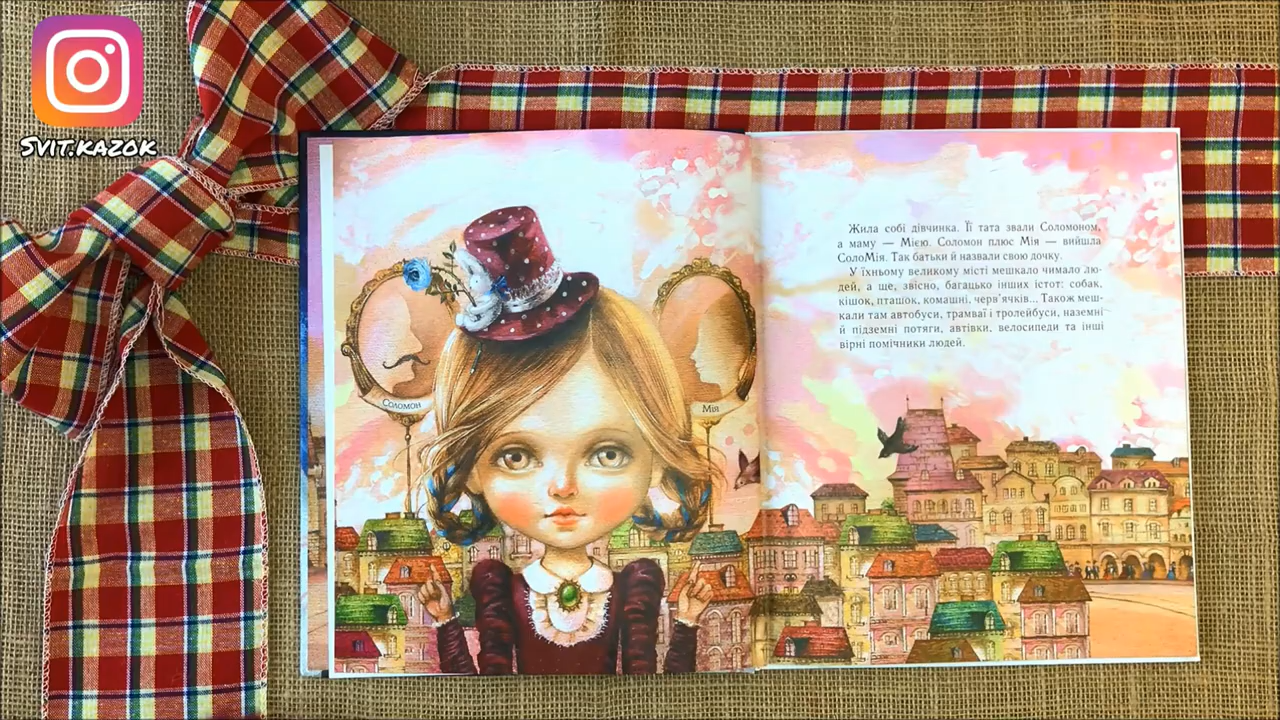 Svit.kazok
Соломон
Мія
Жила собі дівчинка. Її тата звали Соломоном,
а маму — Мією. Соломон плюс Мія — вийшла
СолоМія. Так батьки й назвали свою дочку.
У їхньому великому місті мешкало чимало лю-
дей, а ще, звісно, багацько інших істот: собак,
кішок, пташок, комашні, черв'ячків... Також меш-
кали там автобуси, трамваї і тролейбуси, наземні
й підземні потяги, автівки, велосипеди та інші
вірні помічники людей.